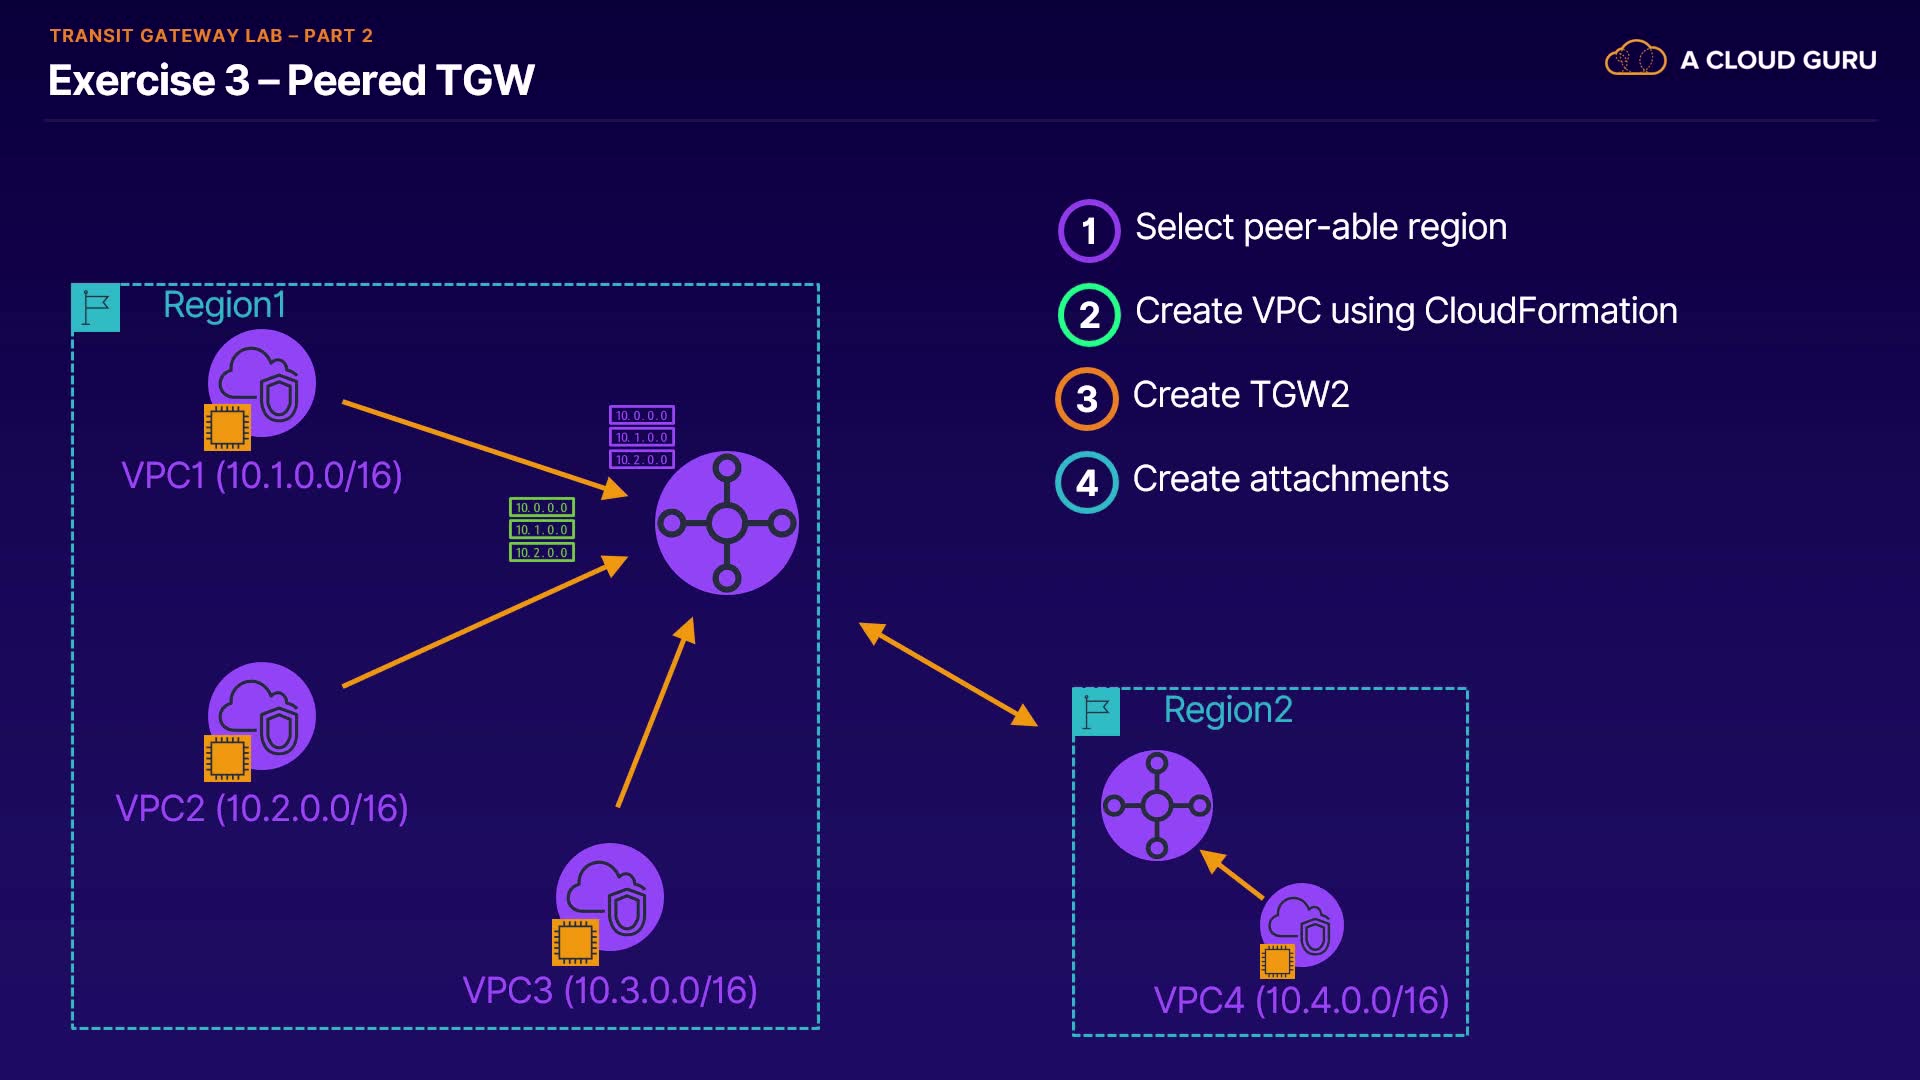 TRANSIT GATEWAY LAB – PART 2
Exercise 3 – Peered TGW
A CLOUD GURU
1 Select peer-able region
2 Create VPC using CloudFormation
3 Create TGW2
4 Create attachments
Region1
VPC1 (10.1.0.0/16)
10.0.0.0
10.1.0.0
10.2.0.0
10.0.0.0
10.1.0.0
10.2.0.0
VPC2 (10.2.0.0/16)
VPC3 (10.3.0.0/16)
Region2
VPC4 (10.4.0.0/16)